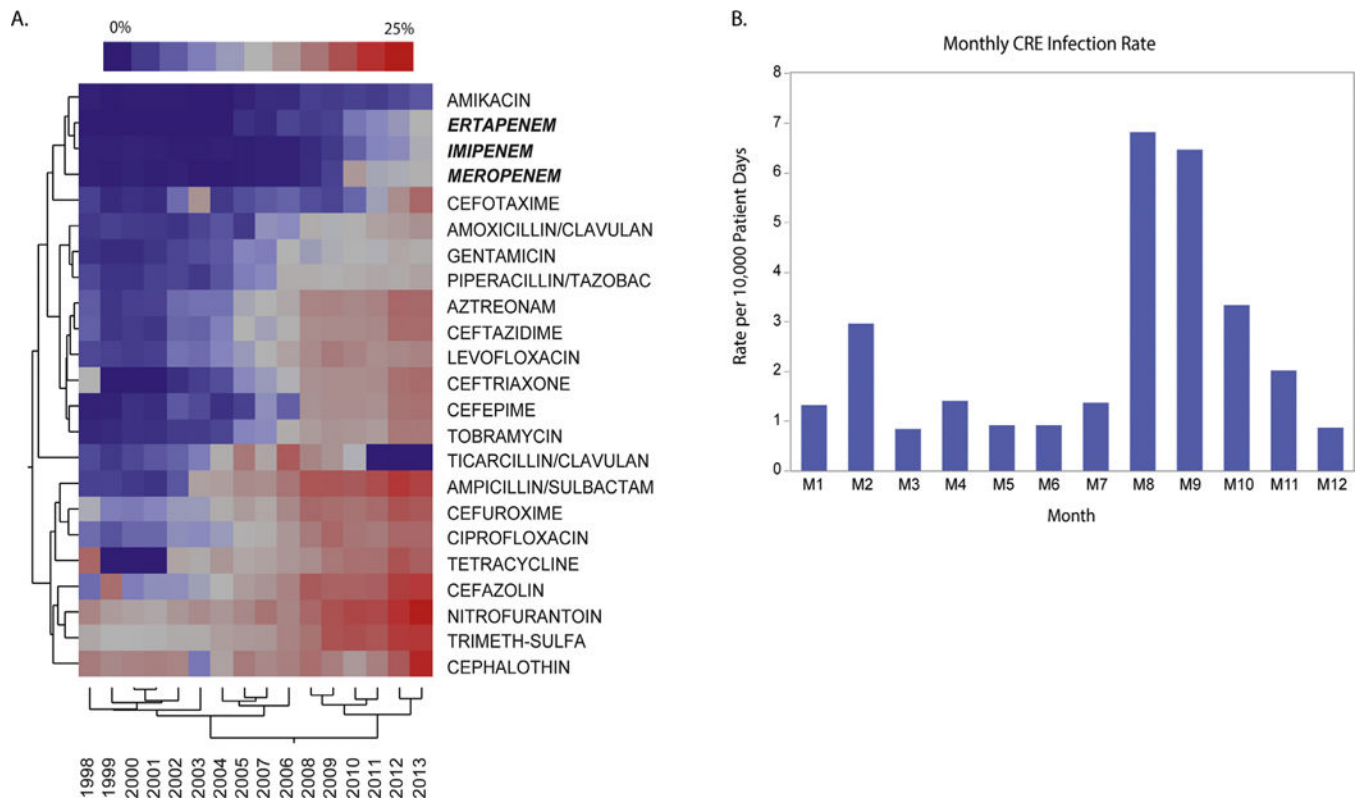 A.
0% 25%
AMIKACIN
ERTAPENEM
IMIPENEM
MEROPENEM
CEFOTAXIME
AMOXICILLIN/CLAVULAN
GENTAMICIN
PIPERACILLIN/TAZOBAC
AZTREONAM
CEFTAZIDIME
LEVOFLOXACIN
CEFTRIAXONE
CEFEPIME
TOBRAMYCIN
TICARCILLIN/CLAVULAN
AMPICILLIN/SULBACTAM
CEFUROXIME
CIPROFLOXACIN
TETRACYCLINE
CEFAZOLIN
NITROFURANTOIN
TRIMETH-SULFA
CEPHALOTHIN
1998
1999
2000
2001
2002
2003
2004
2005
2007
2006
2008
2009
2010
2011
2012
2013
B.
Monthly CRE Infection Rate
Rate per 10,000 Patient Days
8
7
6
5
4
3
2
1
0
M1 M2 M3 M4 M5 M6 M7 M8 M9 M10 M11 M12
Month